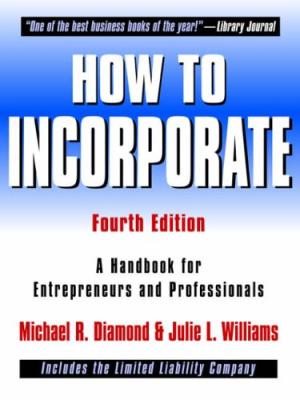 "One of the best business books of the year!"—Library Journal
HOW TO
INCORPORATE
Fourth Edition
A Handbook for
Entrepreneurs and Professionals
Michael R. Diamond & Julie L. Williams
Includes the Limited Liability Company